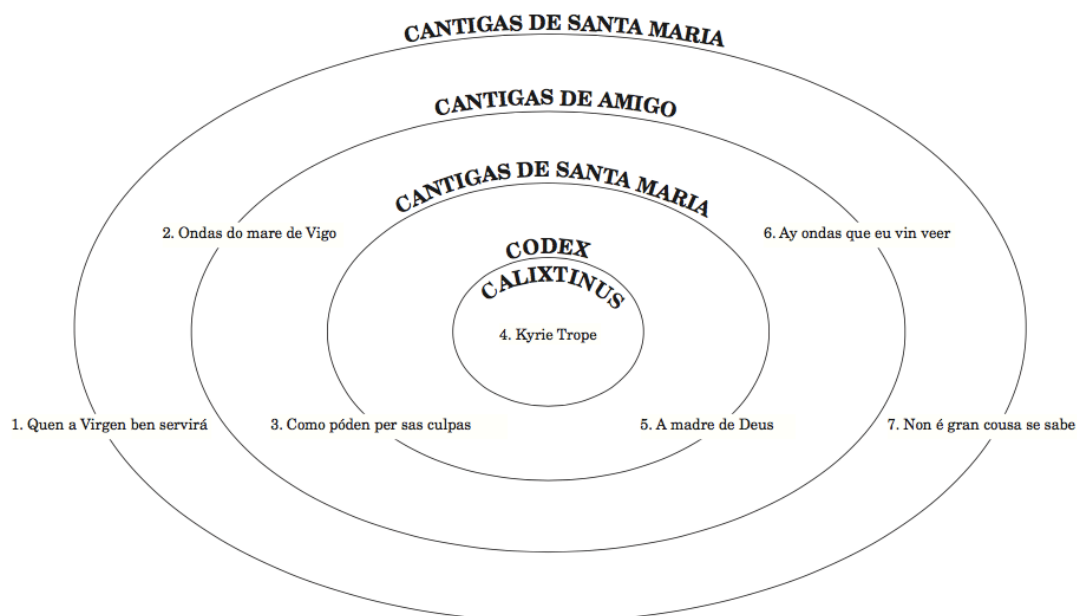 CANTIGAS DE SANTA MARIA
CANTIGAS DE AMIGO
CANTIGAS DE SANTA MARIA
2. Ondas do mare de Vigo
6. Ay ondas que eu vin veer
CODEX
CALIXTINUS
4. Kyrie Trope
1. Quen a Virgen ben servirá
3. Como póden per sas culpas
5. A madre de Deus
7. Non é gran cousa se sabe